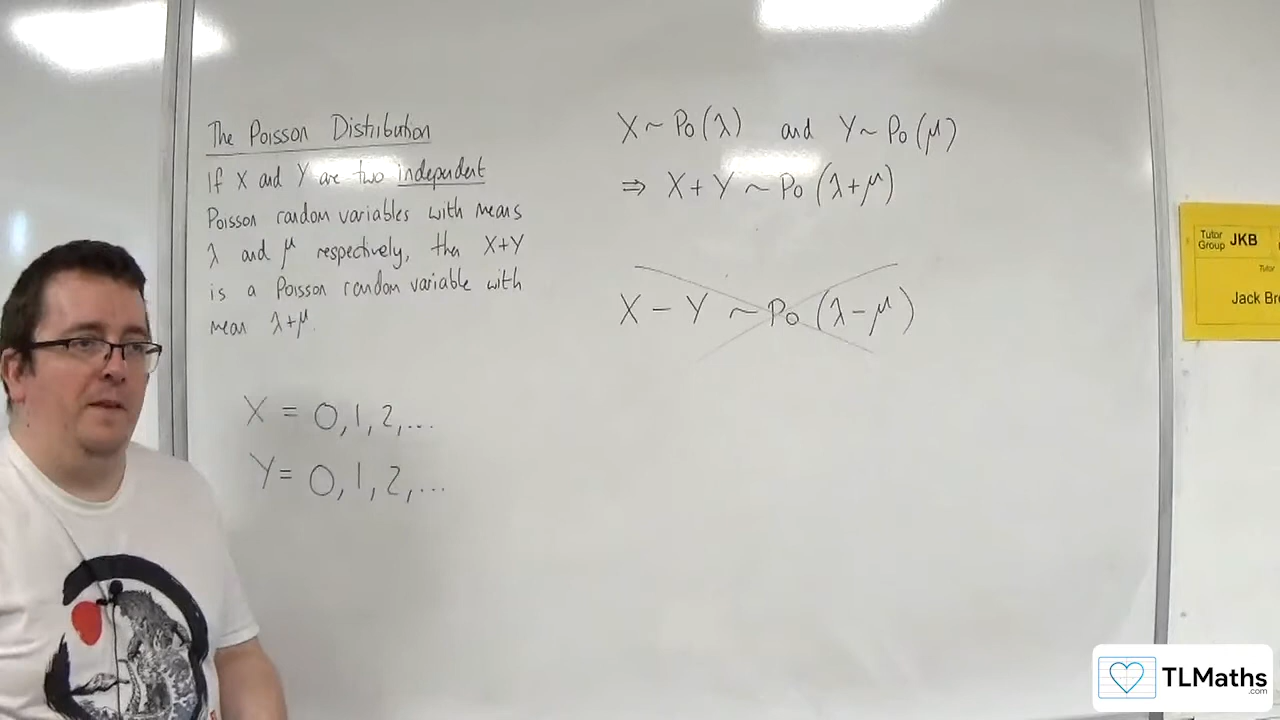 The Poisson Distribution
If X and Y are two independent
Poisson random variables with means
λ and μ respectively, then X+Y
is a Poisson random variable with
mean λ+μ.
X = 0, 1, 2, ...
Y = 0, 1, 2, ...
X ~ Po(λ) and Y ~ Po(μ)
⇒ X + Y ~ Po(λ+μ)
X − Y ~ Po(λ−μ)
Tutor
Group JKB
Tutor
Jack Br
TLMaths
.com